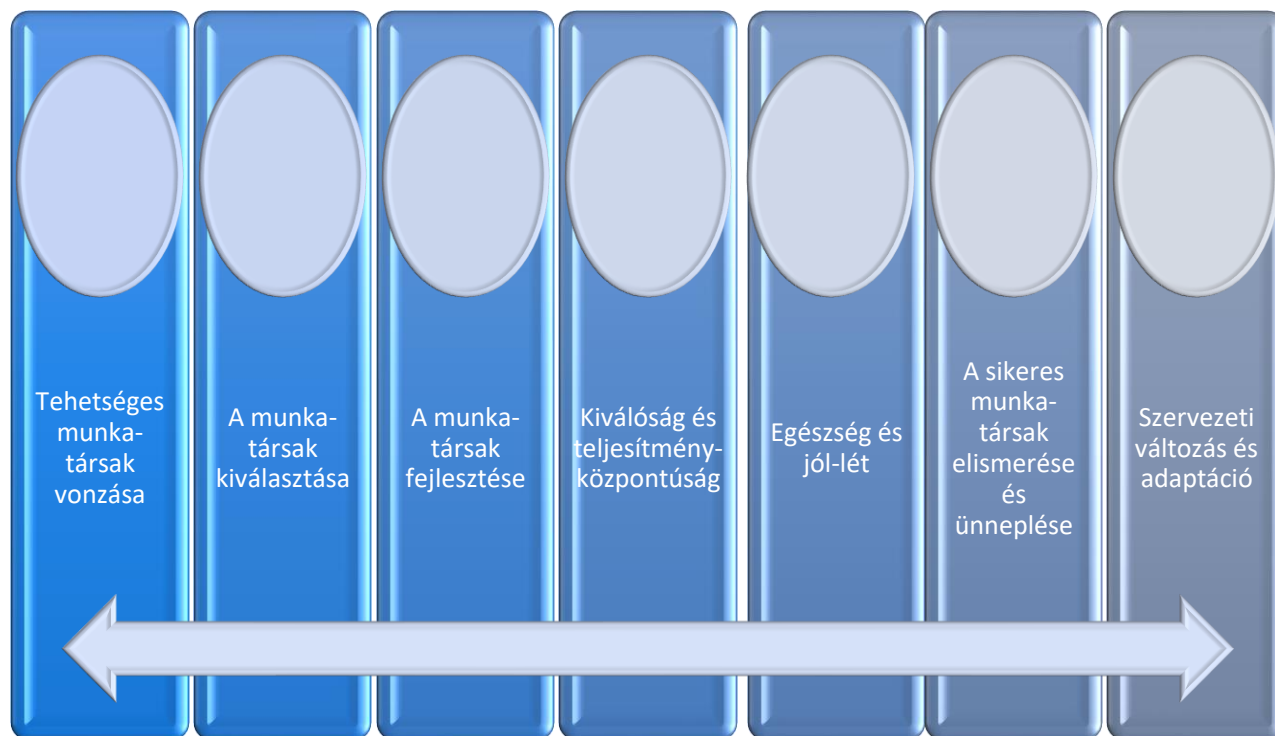 Tehetséges
munka-
társak
vonzása
A munka-
társak
kiválasztása
A munka-
társak
fejlesztése
Kiválóság és
teljesítmény-
központúság
Egészség és
jól-lét
A sikeres
munka-
társak
elismerése
és
ünneplése
Szervezeti
változás és
adaptáció